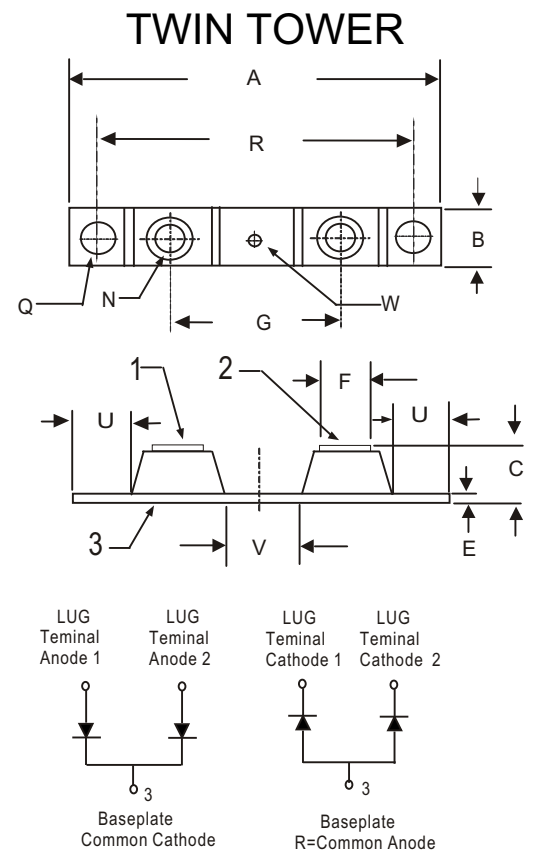 TWIN TOWER
A
R
B
Q
N
G
W
1
2
F
U
U
C
3
V
E
LUG
Teminal
Anode 1
LUG
Teminal
Anode 2
LUG
Teminal
Cathode 1
LUG
Teminal
Cathode 2
3
Baseplate
Common Cathode
3
Baseplate
R=Common Anode